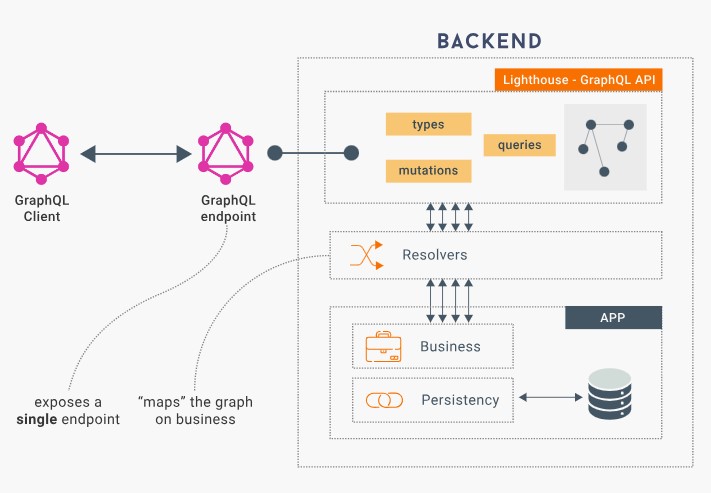 BACKEND
Lighthouse - GraphQL API
types
queries
mutations
GraphQL
Client
GraphQL
endpoint
Resolvers
APP
Business
Persistency
exposes a
single endpoint
“maps” the graph
on business